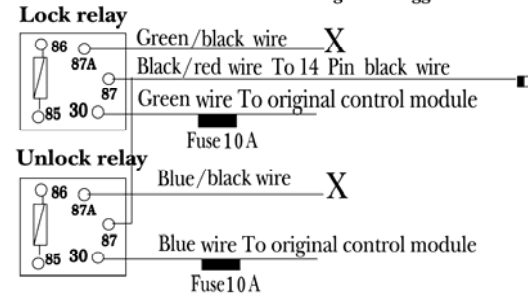 Lock relay
86
Green/black wire
X
87A
Black/red wire To 14 Pin black wire
87
85 30
Green wire To original control module
Fuse10A
Unlock relay
86
Blue/black wire
X
87A
87
85 30
Blue wire To original control module
Fuse10A